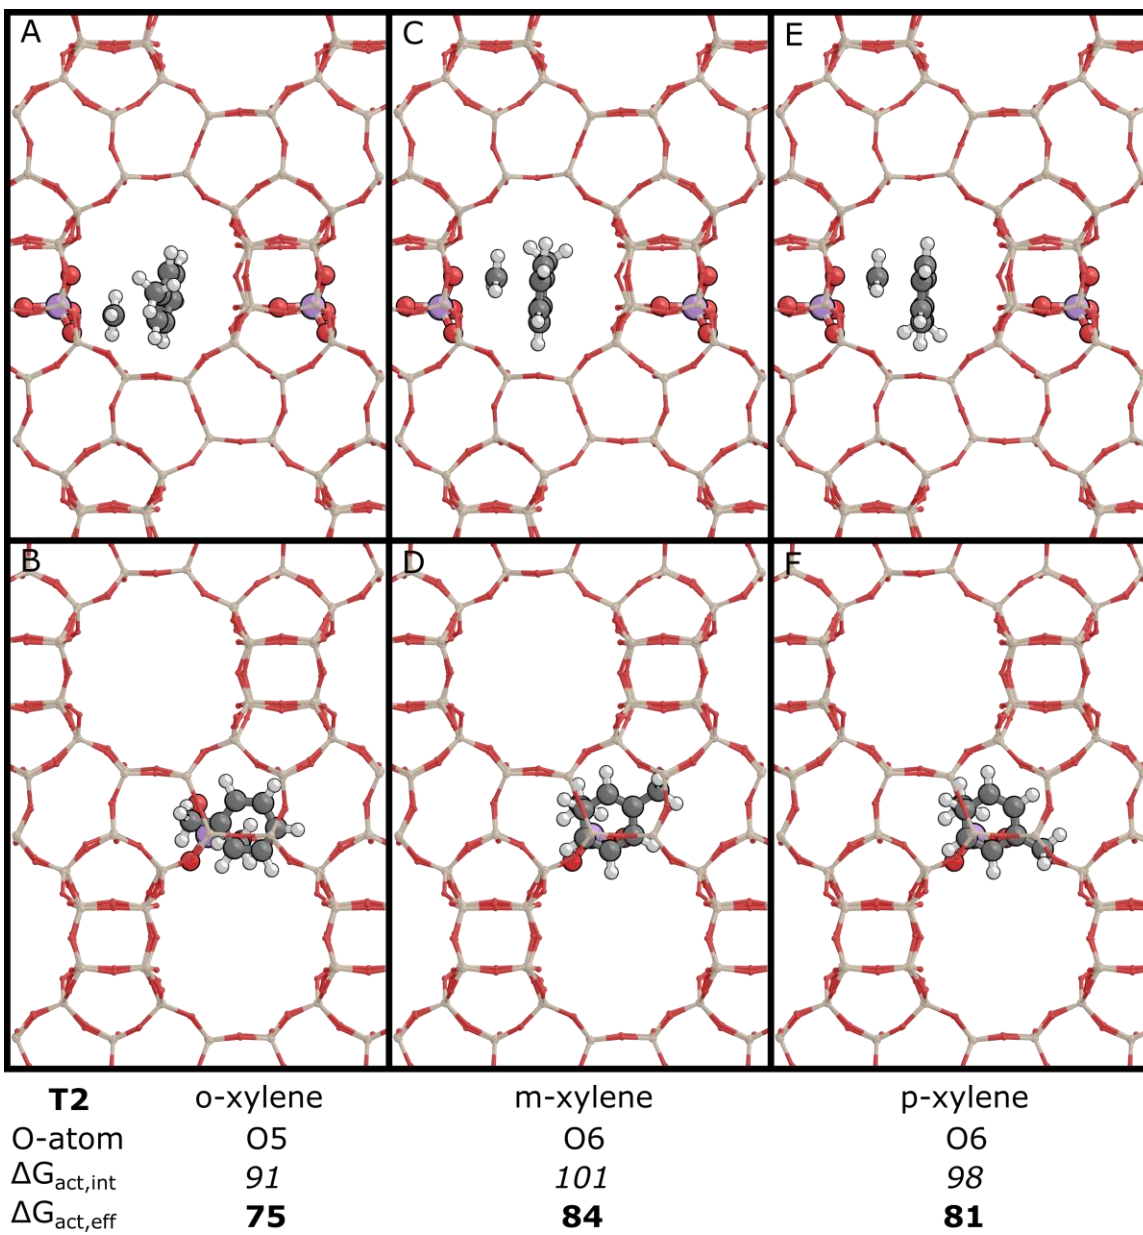 A C E
B D F
T2 o-xylene m-xylene p-xylene
O-atom O5 O6 O6
ΔGact,int 91 101 98
ΔGact,eff 75 84 81